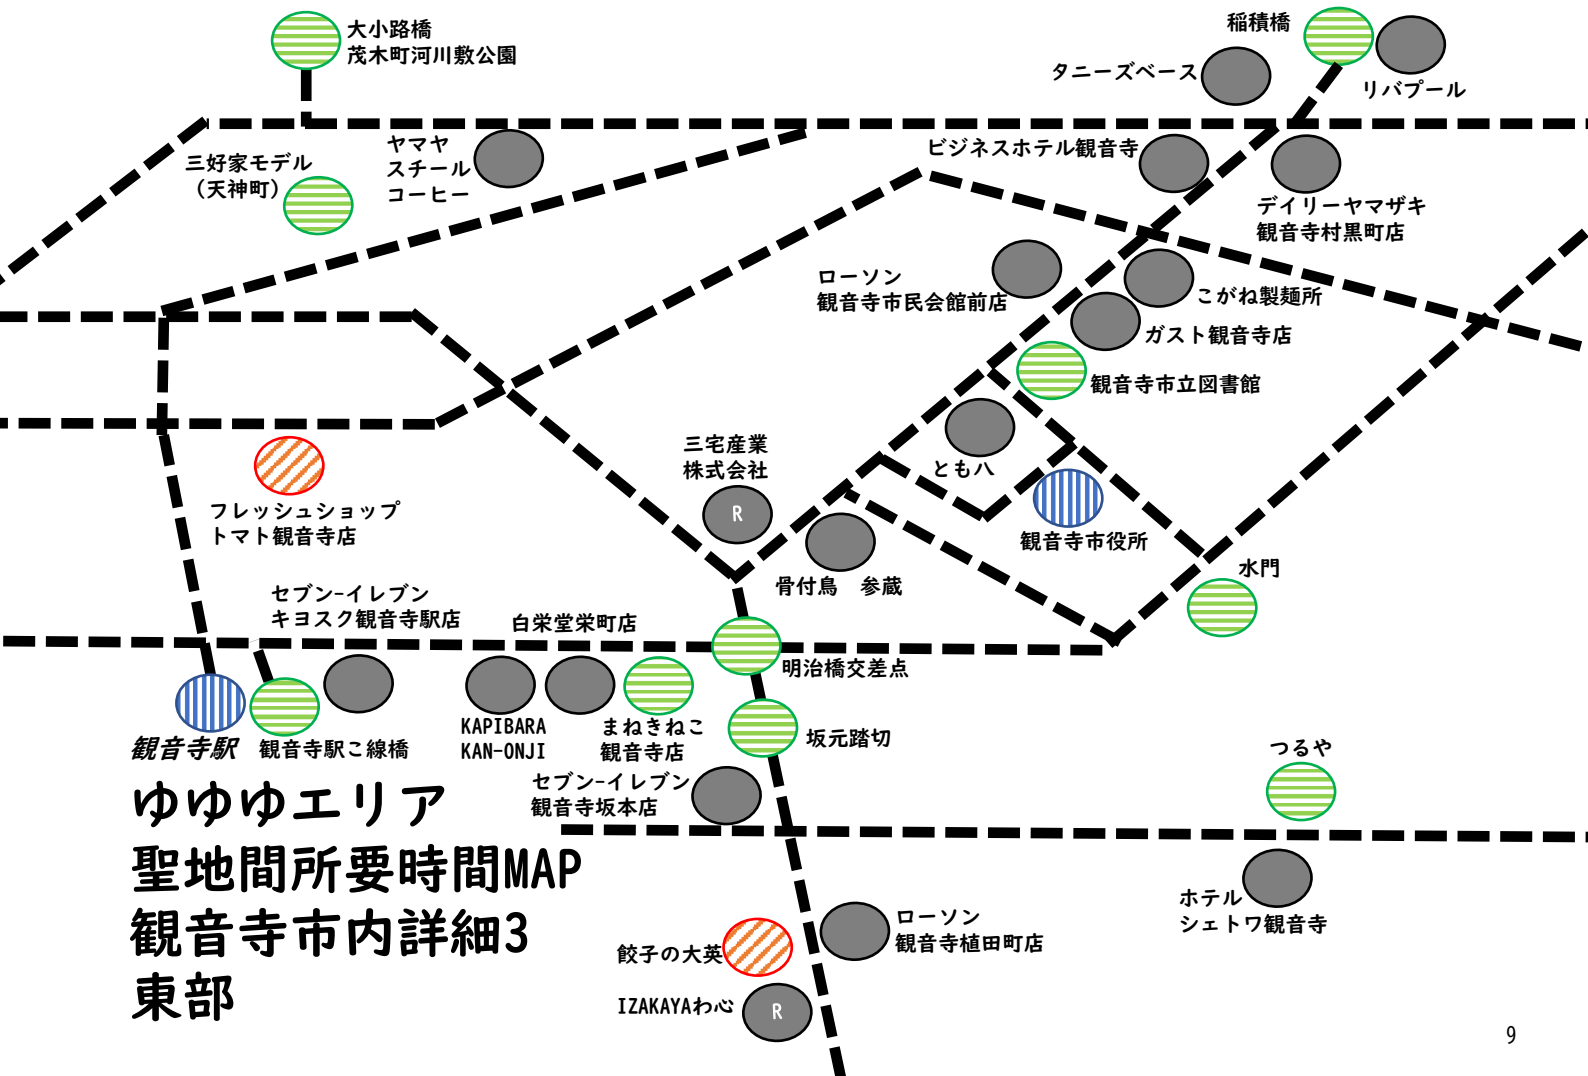 大小路橋
茂木町河川敷公園
稲積橋
タニーズベース
リバプール
ヤマヤ
スチール
コーヒー
三好家モデル
(天神町)
ビジネスホテル観音寺
デイリーヤマザキ
観音寺村黒町店
ローソン
観音寺市民会館前店
こがね製麺所
ガスト観音寺店
観音寺市立図書館
三宅産業
株式会社
R
とも八
フレッシュショップ
トマト観音寺店
観音寺市役所
水門
骨付鳥 参蔵
セブン-イレブン
キヨスク観音寺駅店
白栄堂栄町店
明治橋交差点
観音寺駅
観音寺駅こ線橋
KAPIBARA
KAN-ONJI
まねきねこ
観音寺店
坂元踏切
つるや
セブン-イレブン
観音寺坂本店
ゆゆゆエリア
聖地間所要時間MAP
観音寺市内詳細3
東部
ホテル
シェトワ観音寺
ローソン
観音寺植田町店
餃子の大英
IZAKAYAわ心
R
9